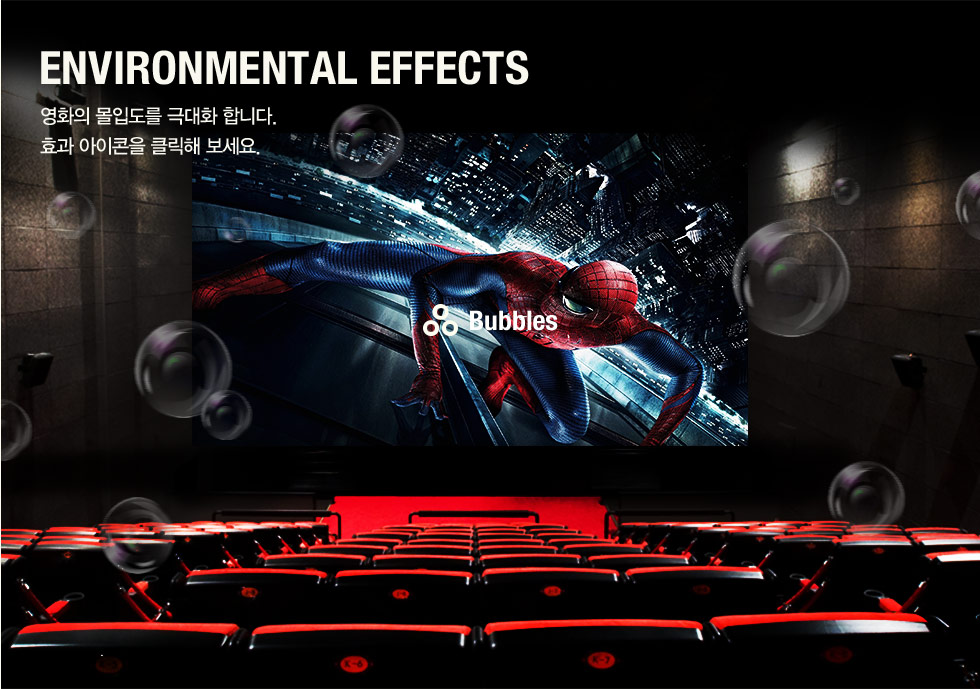 ENVIRONMENTAL EFFECTS
영화의 몰입도를 극대화 합니다.
효과 아이콘을 클릭해 보세요.
Bubbles